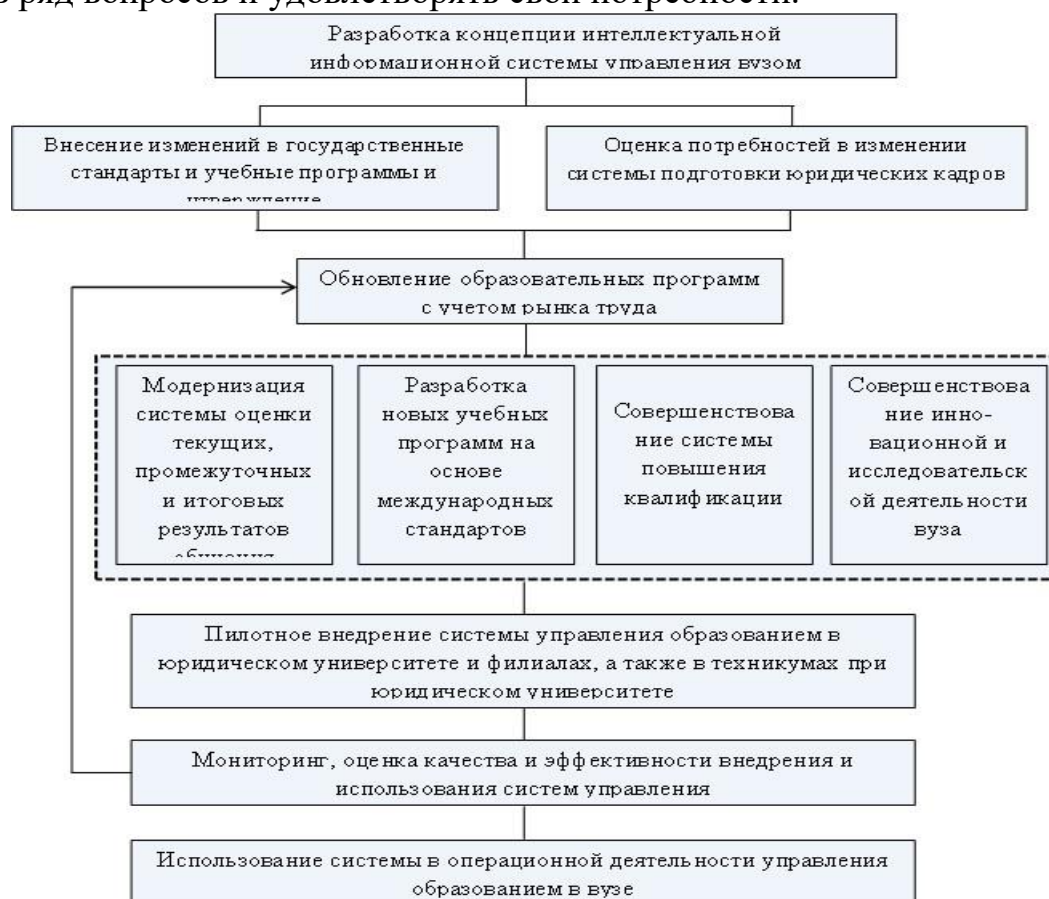 ряд вопросов и удовлетворять свои потребности.
Разработка концепции интеллектуальной
информационной системы управления вузом
Внесение изменений в государственные
стандарты и учебные программы и
утверждение
Оценка потребностей в изменении
системы подготовки юридических кадров
Обновление образовательных программ
с учетом рынка труда
Модернизация
системы оценки
текущих,
промежуточных
и итоговых
результатов
обучения
Разработка
новых учебных
программ на
основе
международных
стандартов
Совершенствова
ние системы
повышения
квалификации
Совершенствова
ние инно-
вационной и
исследовательск
ой деятельности
вуза
Пилотное внедрение системы управления образованием в
юридическом университете и филиалах, а также в техникумах при
юридическом университете
Мониторинг, оценка качества и эффективности внедрения и
использования систем управления
Использование системы в операционной деятельности управления
образованием в вузе